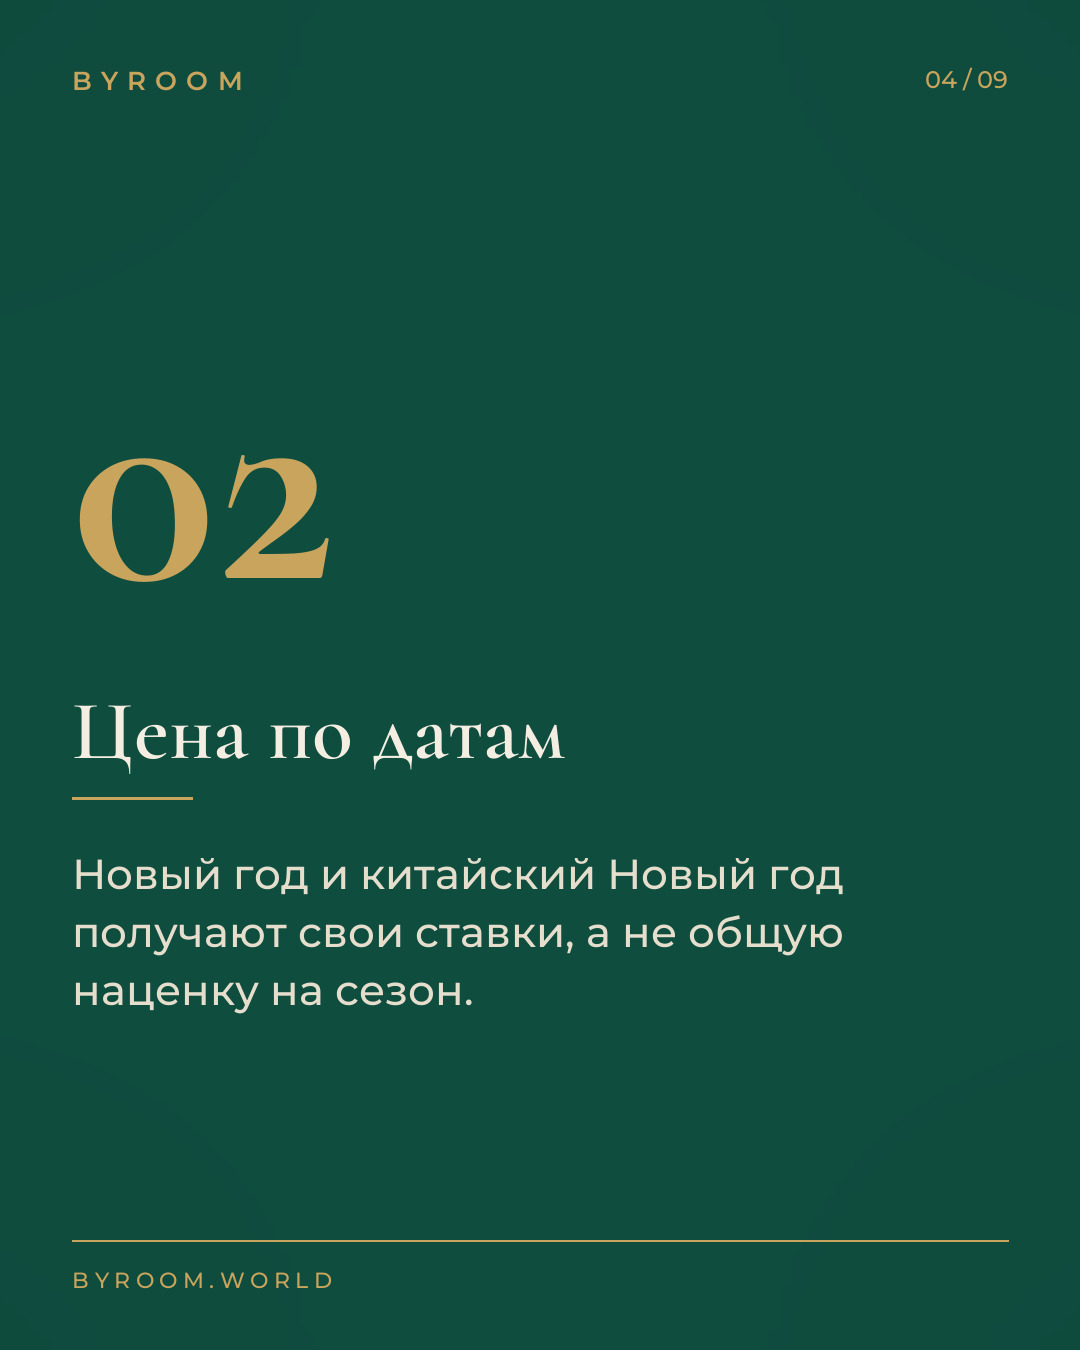 BYROOM
04 / 09
02
Цена по датам
Новый год и китайский Новый год
получают свои ставки, а не общую
наценку на сезон.
BYROOM.WORLD